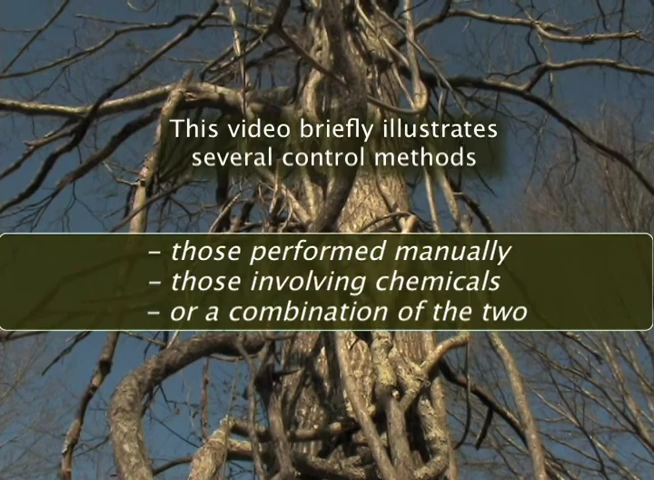 This video briefly illustrates
several control methods
– those performed manually
– those involving chemicals
– or a combination of the two